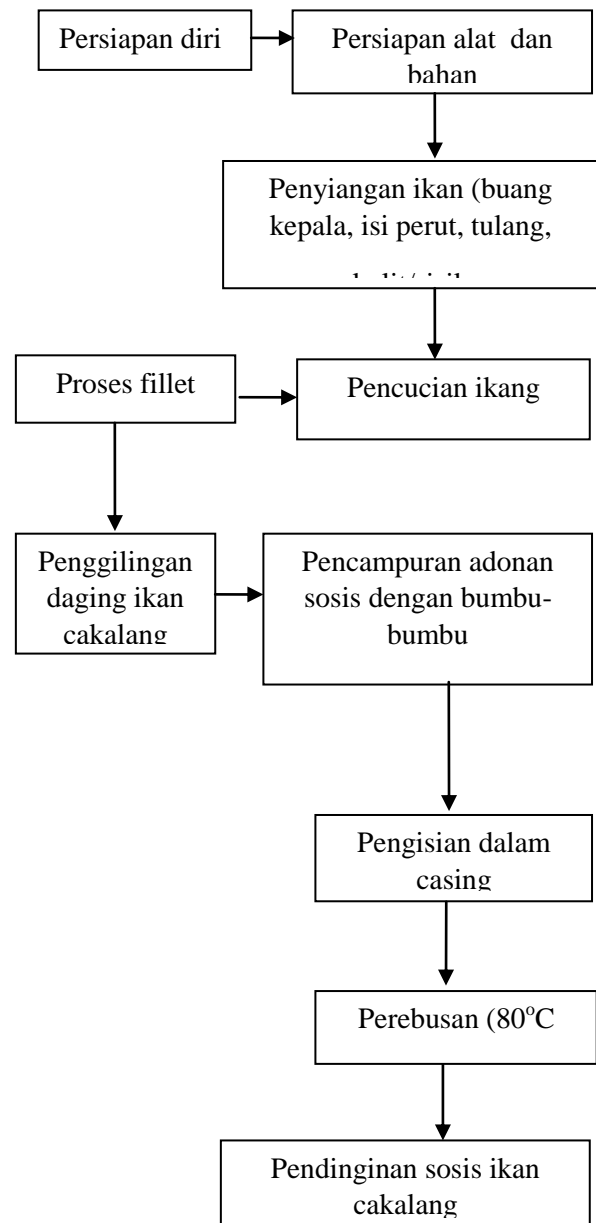 Persiapan diri
Persiapan alat dan
bahan
Penyiangan ikan (buang
kepala, isi perut, tulang,
Proses fillet
Pencucian ikang
Penggilingan
daging ikan
cakalang
Pencampuran adonan
sosis dengan bumbu-
bumbu
Pengisian dalam
casing
Perebusan (80°C
Pendinginan sosis ikan
cakalang